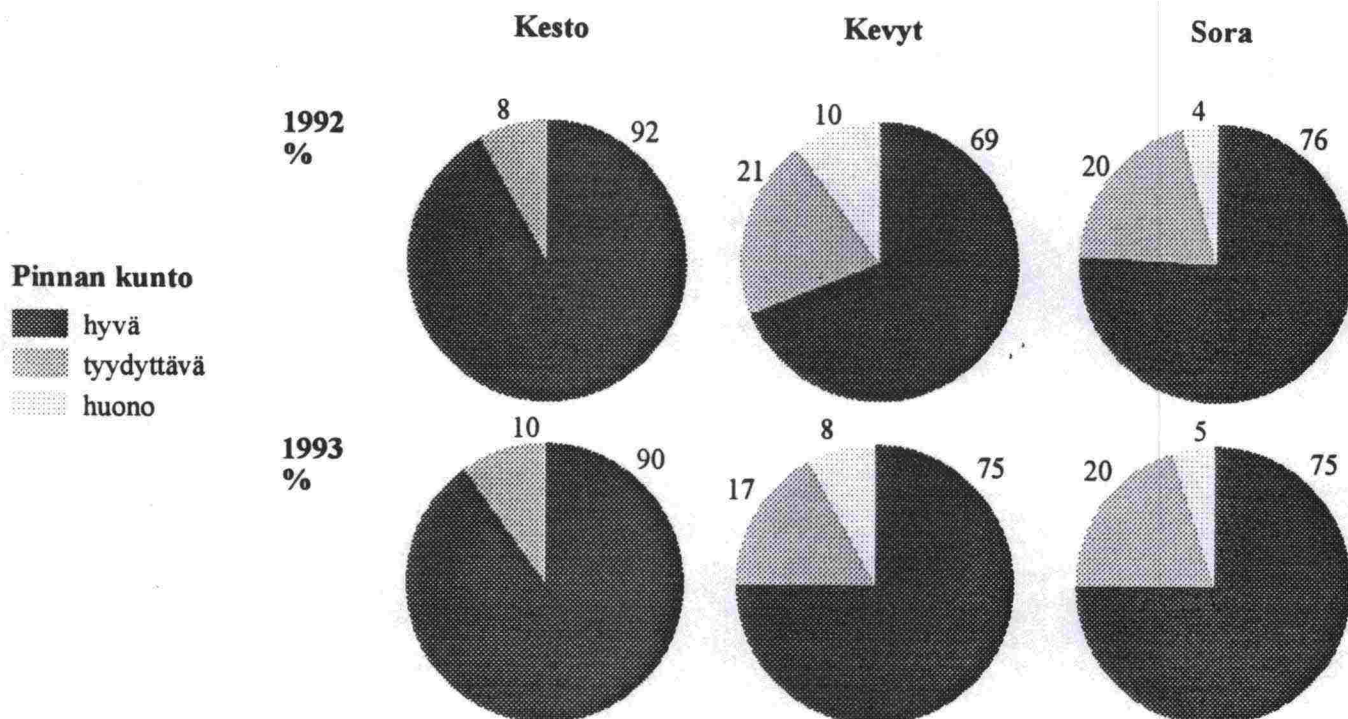 Kesto Kevyt Sora
1992
%
8 92
10 69
21
4 76
20
Pinnan kunto
hyvä
tyydyttävä
huono
1993
%
10 90
8 75
17
5 75
20